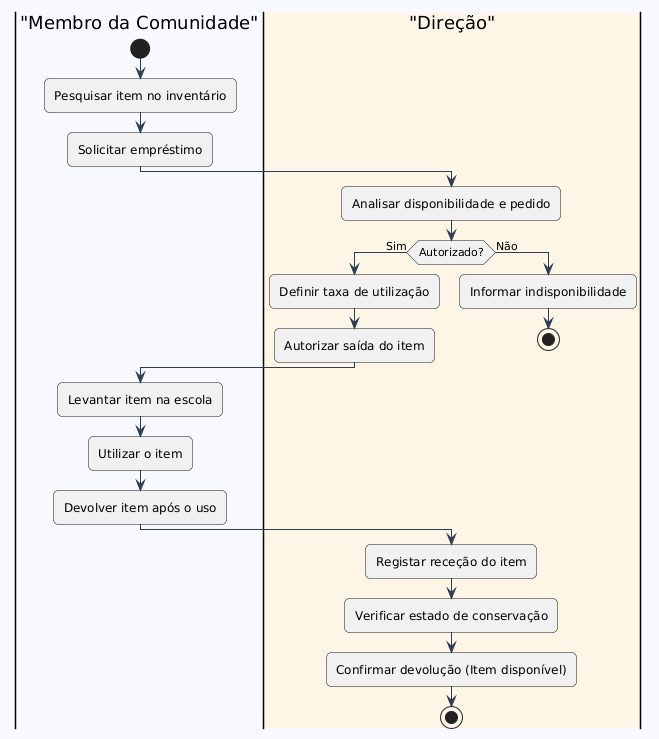 "Membro da Comunidade"
"Direção"
Pesquisar item no inventário
Solicitar empréstimo
Analisar disponibilidade e pedido
Sim
Autorizado?
Não
Definir taxa de utilização
Informar indisponibilidade
Autorizar saída do item
Levantar item na escola
Utilizar o item
Devolver item após o uso
Registar receção do item
Verificar estado de conservação
Confirmar devolução (Item disponível)